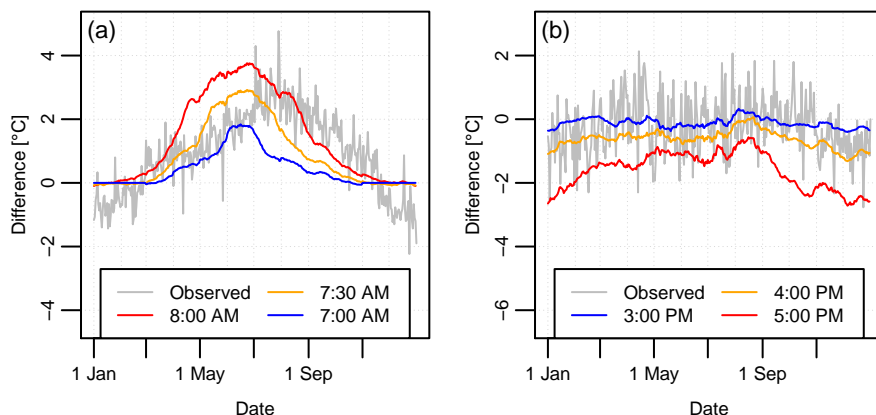 (a)
Difference [°C]
4
2
0
−2
−4
Observed
8:00 AM
7:30 AM
7:00 AM
1 Jan
1 May
1 Sep
Date
(b)
Difference [°C]
2
0
−2
−4
−6
Observed
3:00 PM
4:00 PM
5:00 PM
1 Jan
1 May
1 Sep
Date